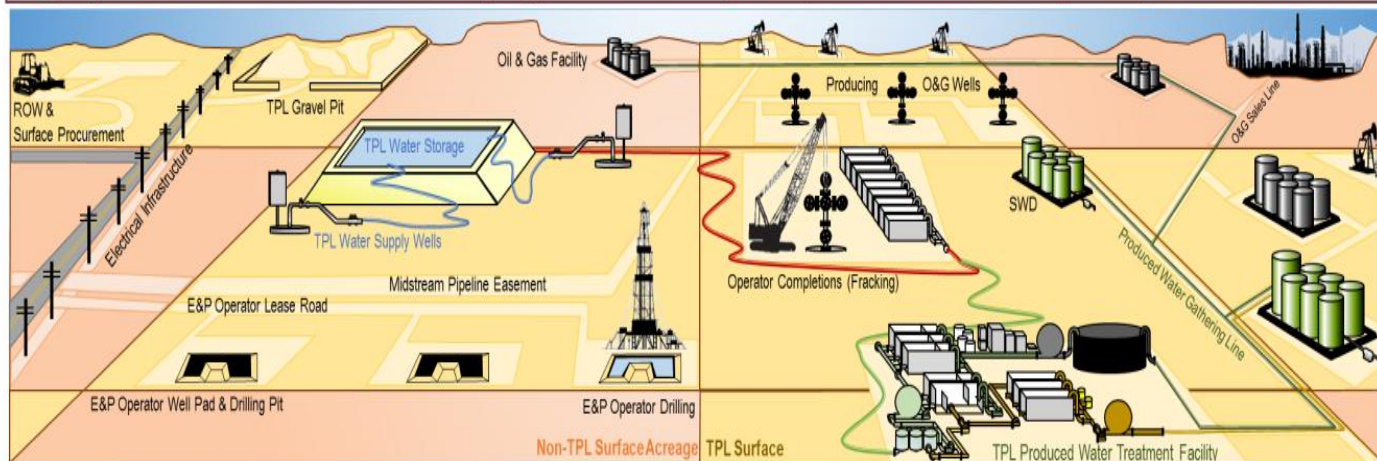 Oil & Gas Facility
ROW &
Surface Procurement
TPL Gravel Pit
Producing
O&G Wells
O&G Sales Line
Electrical Infrastructure
TPL Water Storage
TPL Water Supply Wells
SWD
Produced Water Gathering Line
Midstream Pipeline Easement
Operator Completions (Fracking)
E&P Operator Lease Road
E&P Operator Well Pad & Drilling Pit
E&P Operator Drilling
Non-TPL Surface Acreage
TPL Surface
TPL Produced Water Treatment Facility